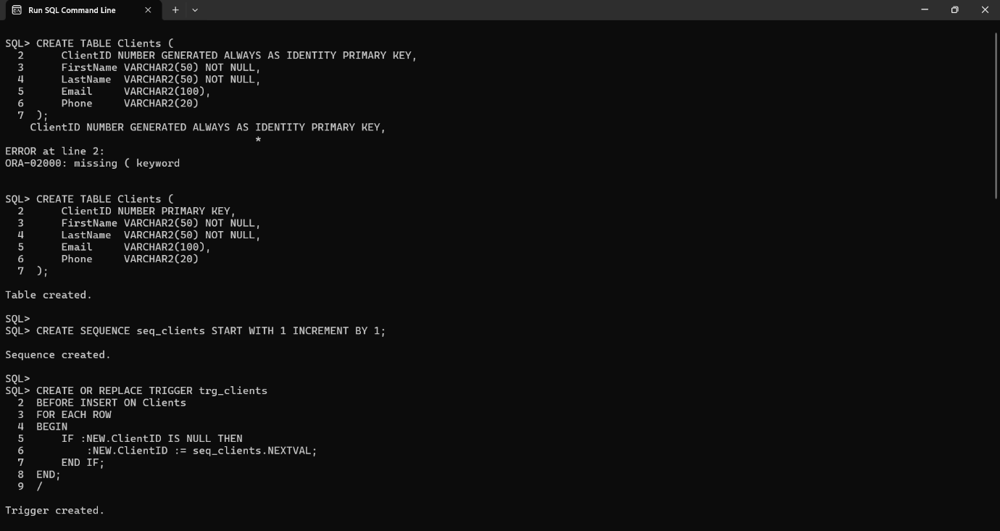 Run SQL Command Line
SQL> CREATE TABLE Clients (
  2      ClientID NUMBER GENERATED ALWAYS AS IDENTITY PRIMARY KEY,
  3      FirstName VARCHAR2(50) NOT NULL,
  4      LastName  VARCHAR2(50) NOT NULL,
  5      Email     VARCHAR2(100),
  6      Phone     VARCHAR2(20)
  7  );
    ClientID NUMBER GENERATED ALWAYS AS IDENTITY PRIMARY KEY,
                                        *
ERROR at line 2:
ORA-02000: missing ( keyword
SQL> CREATE TABLE Clients (
  2      ClientID NUMBER PRIMARY KEY,
  3      FirstName VARCHAR2(50) NOT NULL,
  4      LastName  VARCHAR2(50) NOT NULL,
  5      Email     VARCHAR2(100),
  6      Phone     VARCHAR2(20)
  7  );
Table created.
SQL>
SQL> CREATE SEQUENCE seq_clients START WITH 1 INCREMENT BY 1;
Sequence created.
SQL>
SQL> CREATE OR REPLACE TRIGGER trg_clients
  2  BEFORE INSERT ON Clients
  3  FOR EACH ROW
  4  BEGIN
  5      IF :NEW.ClientID IS NULL THEN
  6          :NEW.ClientID := seq_clients.NEXTVAL;
  7      END IF;
  8  END;
  9  /
Trigger created.